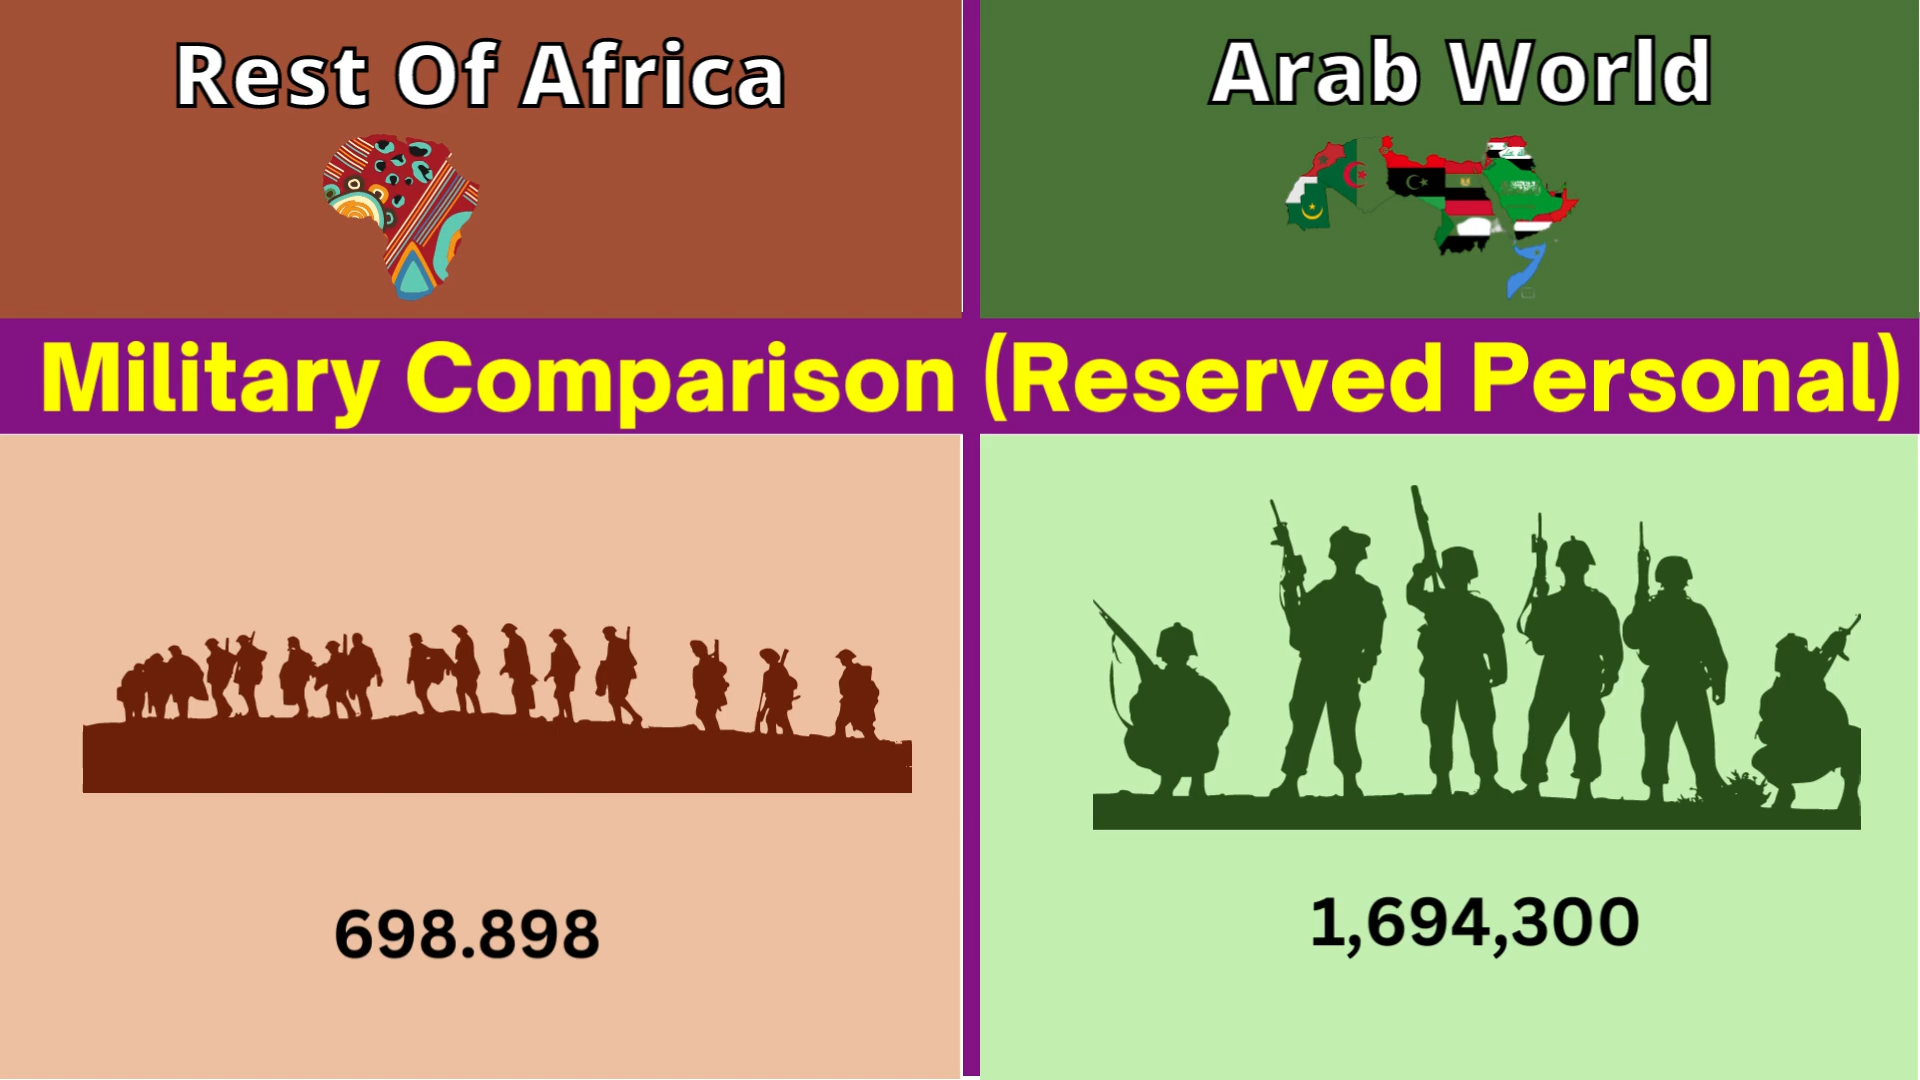 Rest Of Africa
Arab World
Military Comparison (Reserved Personal)
698.898
1,694,300